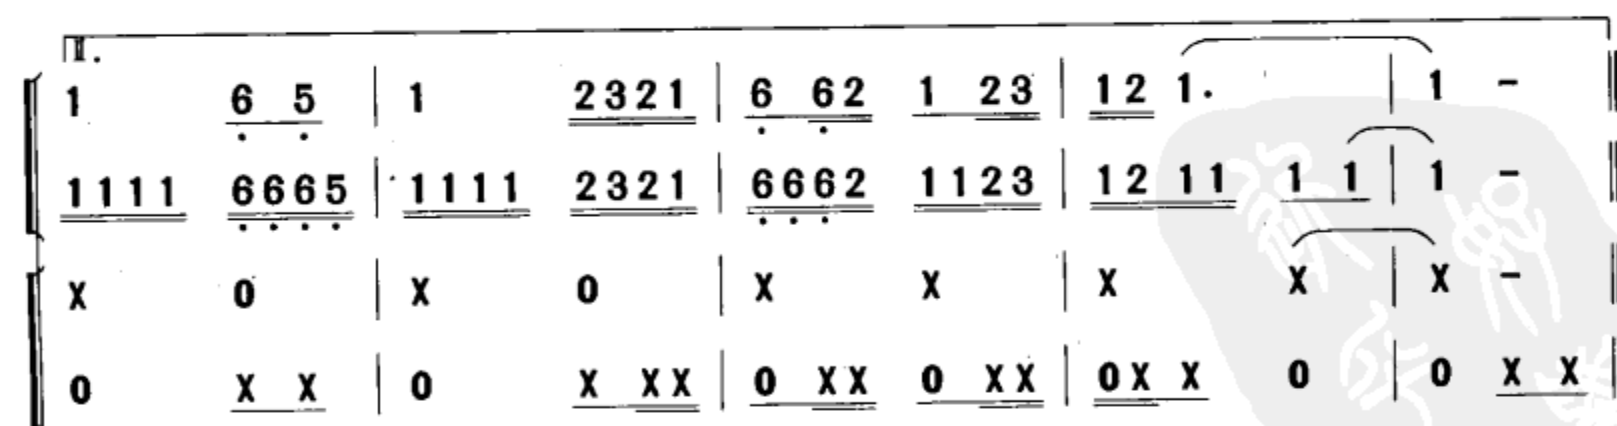 II.
1 6 5 | 1 2321 | 6 62 1 23 | 12 1. | 1 -
1111 6665 | 1111 2321 | 6662 1123 | 12 11 1 1 | 1 -
X 0 | X 0 | X X | X X | X -
0 X X | 0 X XX | 0 XX 0 XX | 0X X 0 | 0 X X